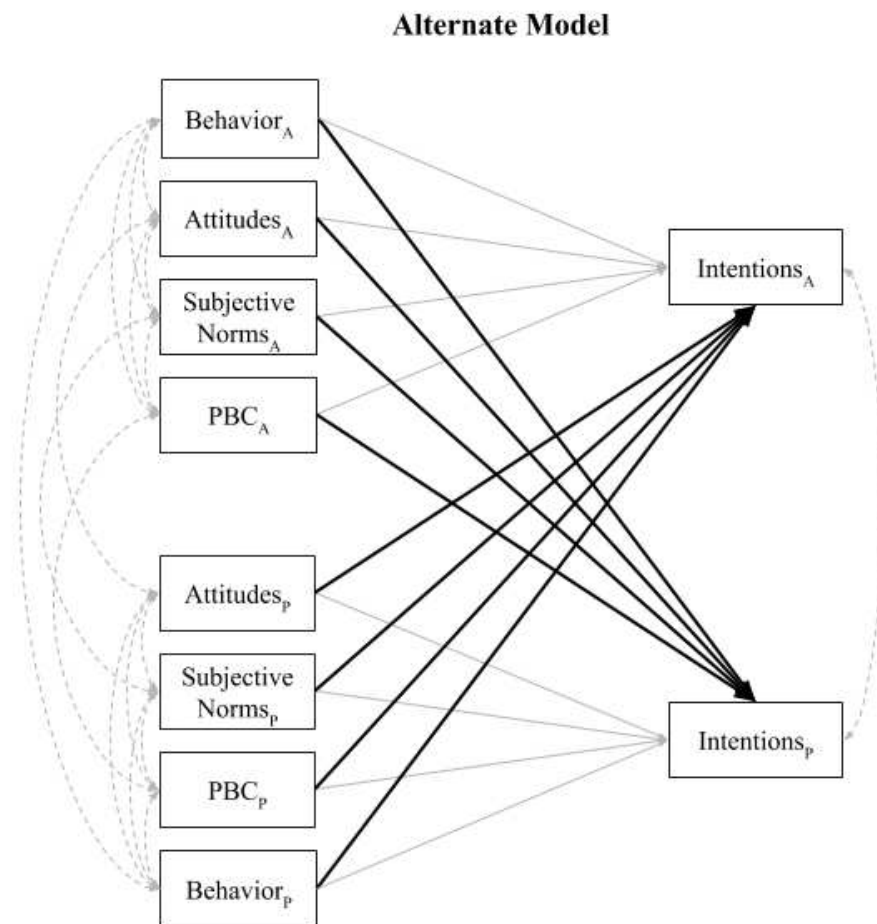 Alternate Model
Behavior_A
Attitudes_A
Subjective
Norms_A
PBC_A
Intentions_A
Attitudes_P
Subjective
Norms_P
PBC_P
Behavior_P
Intentions_P